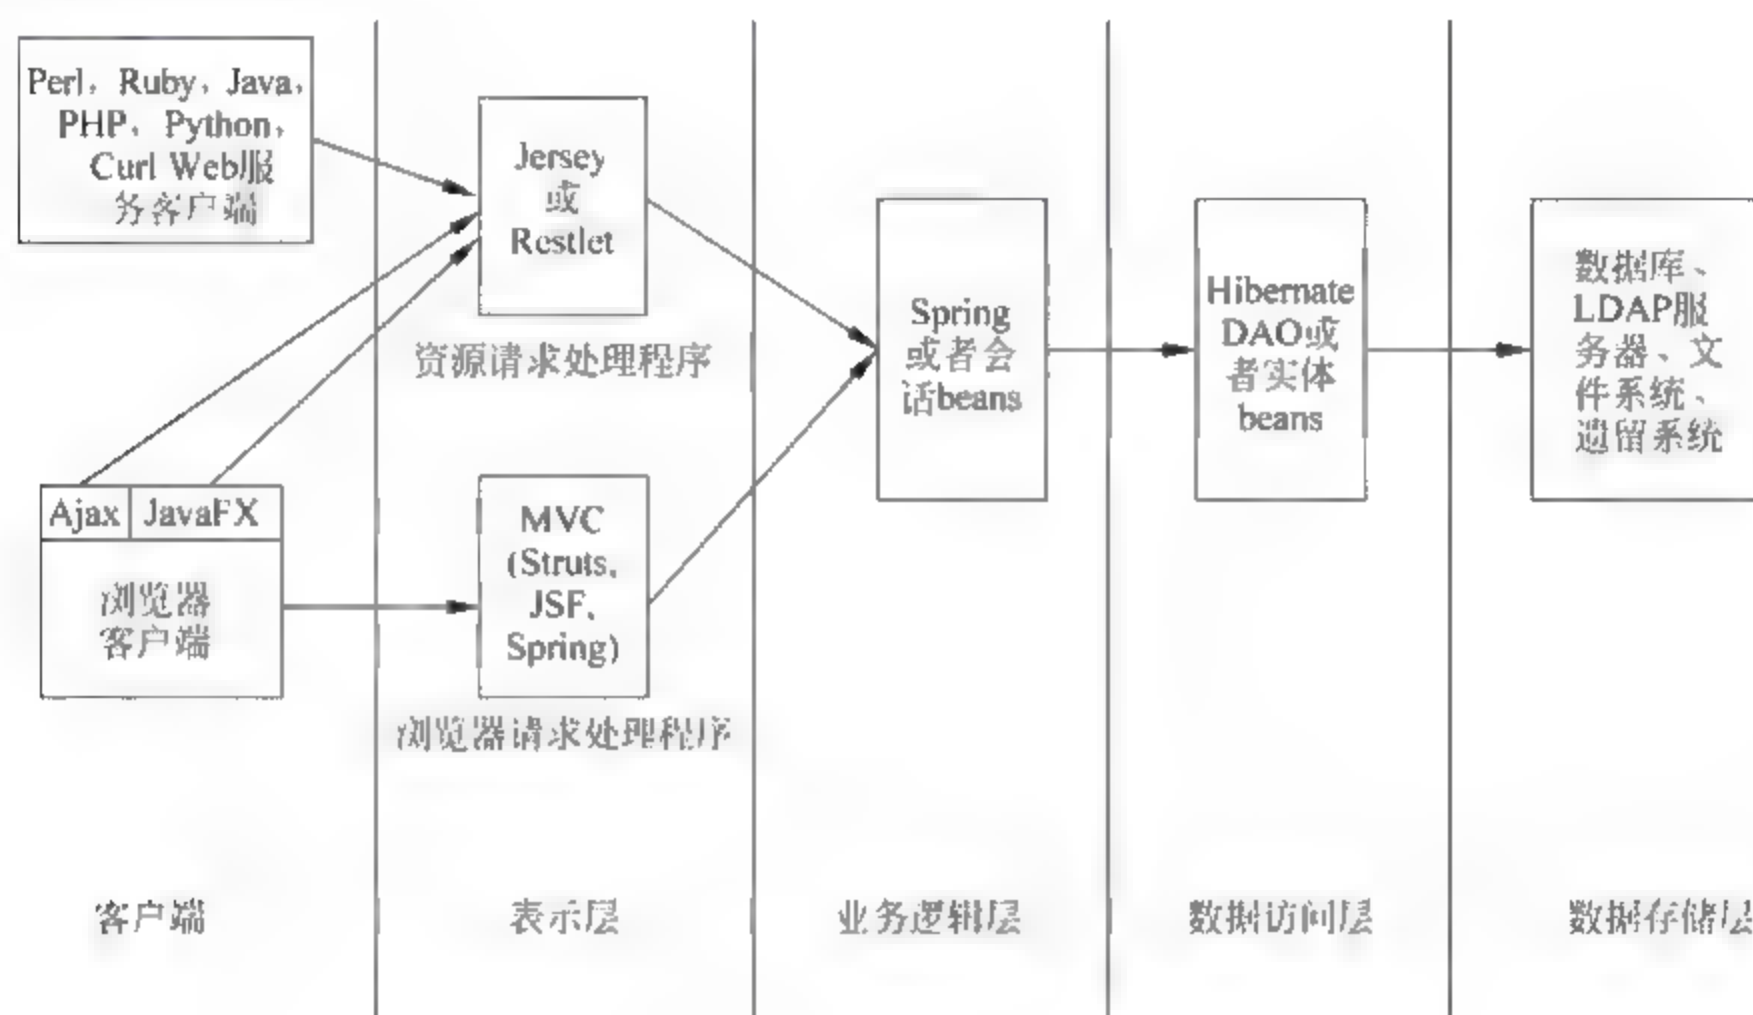 Perl, Ruby, Java,
PHP, Python,
Curl Web服
务客户端
Jersey
或
Restlet
资源请求处理程序
Ajax
JavaFX
浏览器
客户端
MVC
(Struts,
JSF,
Spring)
浏览器请求处理程序
Spring
或者会
话beans
Hibernate
DAO或
者实体
beans
数据库、
LDAP服
务器、文
件系统、
遗留系统
客户端
表示层
业务逻辑层
数据访问层
数据存储层